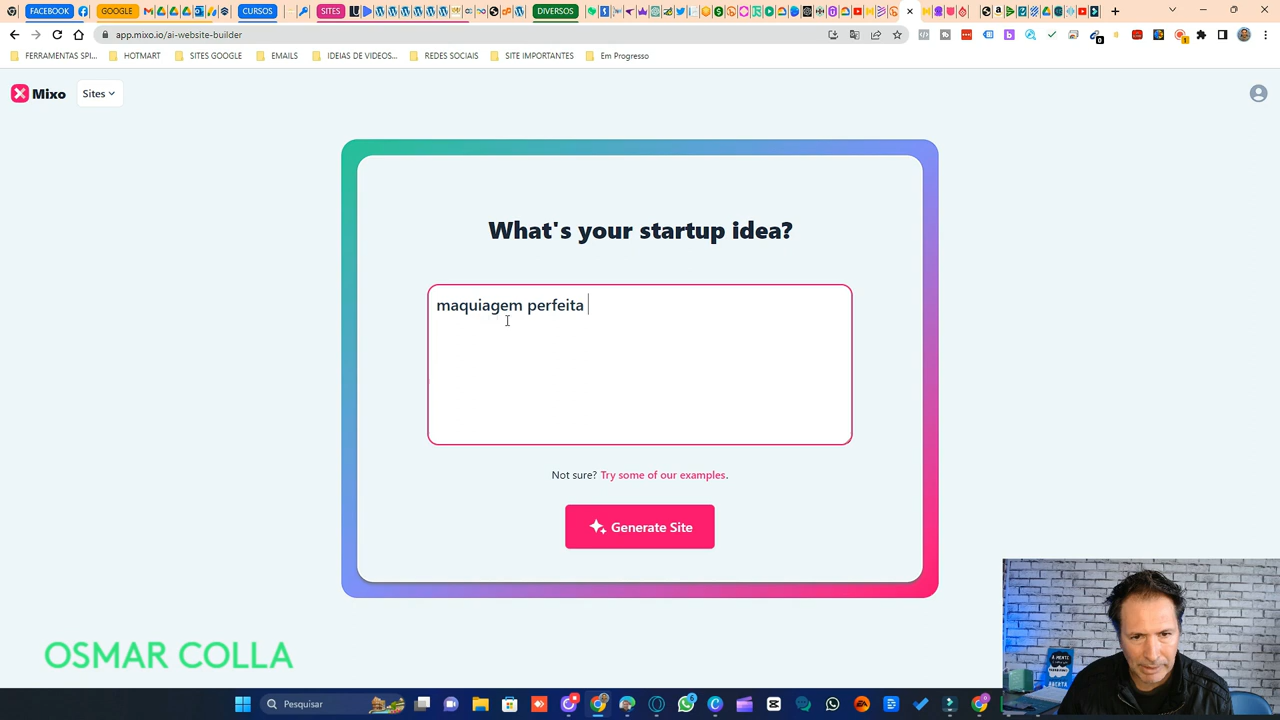 FACEBOOK
GOOGLE
CURSOS
SITES
DIVERSOS
app.mixo.io/ai-website-builder
FERRAMENTAS SPI...
HOTMART
SITES GOOGLE
EMAILS
IDEIAS DE VIDEOS...
REDES SOCIAIS
SITE IMPORTANTES
Em Progresso
Mixo
Sites
What's your startup idea?
maquiagem perfeita
Not sure? Try some of our examples.
Generate Site
OSMAR COLLA
A MENTE
Pesquisar